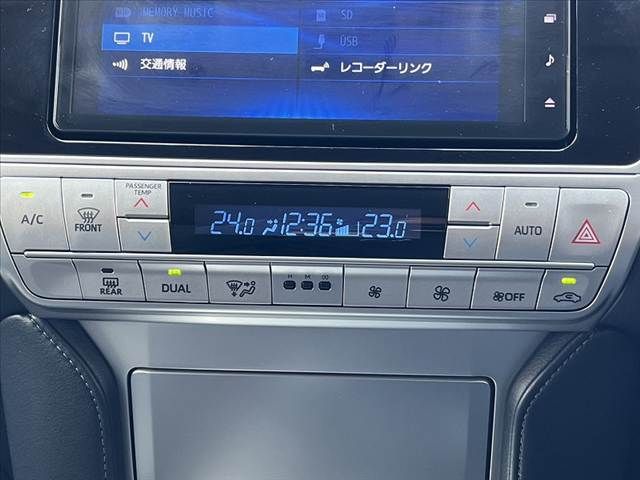 MEMORY MUSIC
SD
TV
USB
交通情報
レコーダーリンク
A/C
FRONT
PASSENGER TEMP
24.0 12:36 23.0
AUTO
REAR
DUAL
OFF